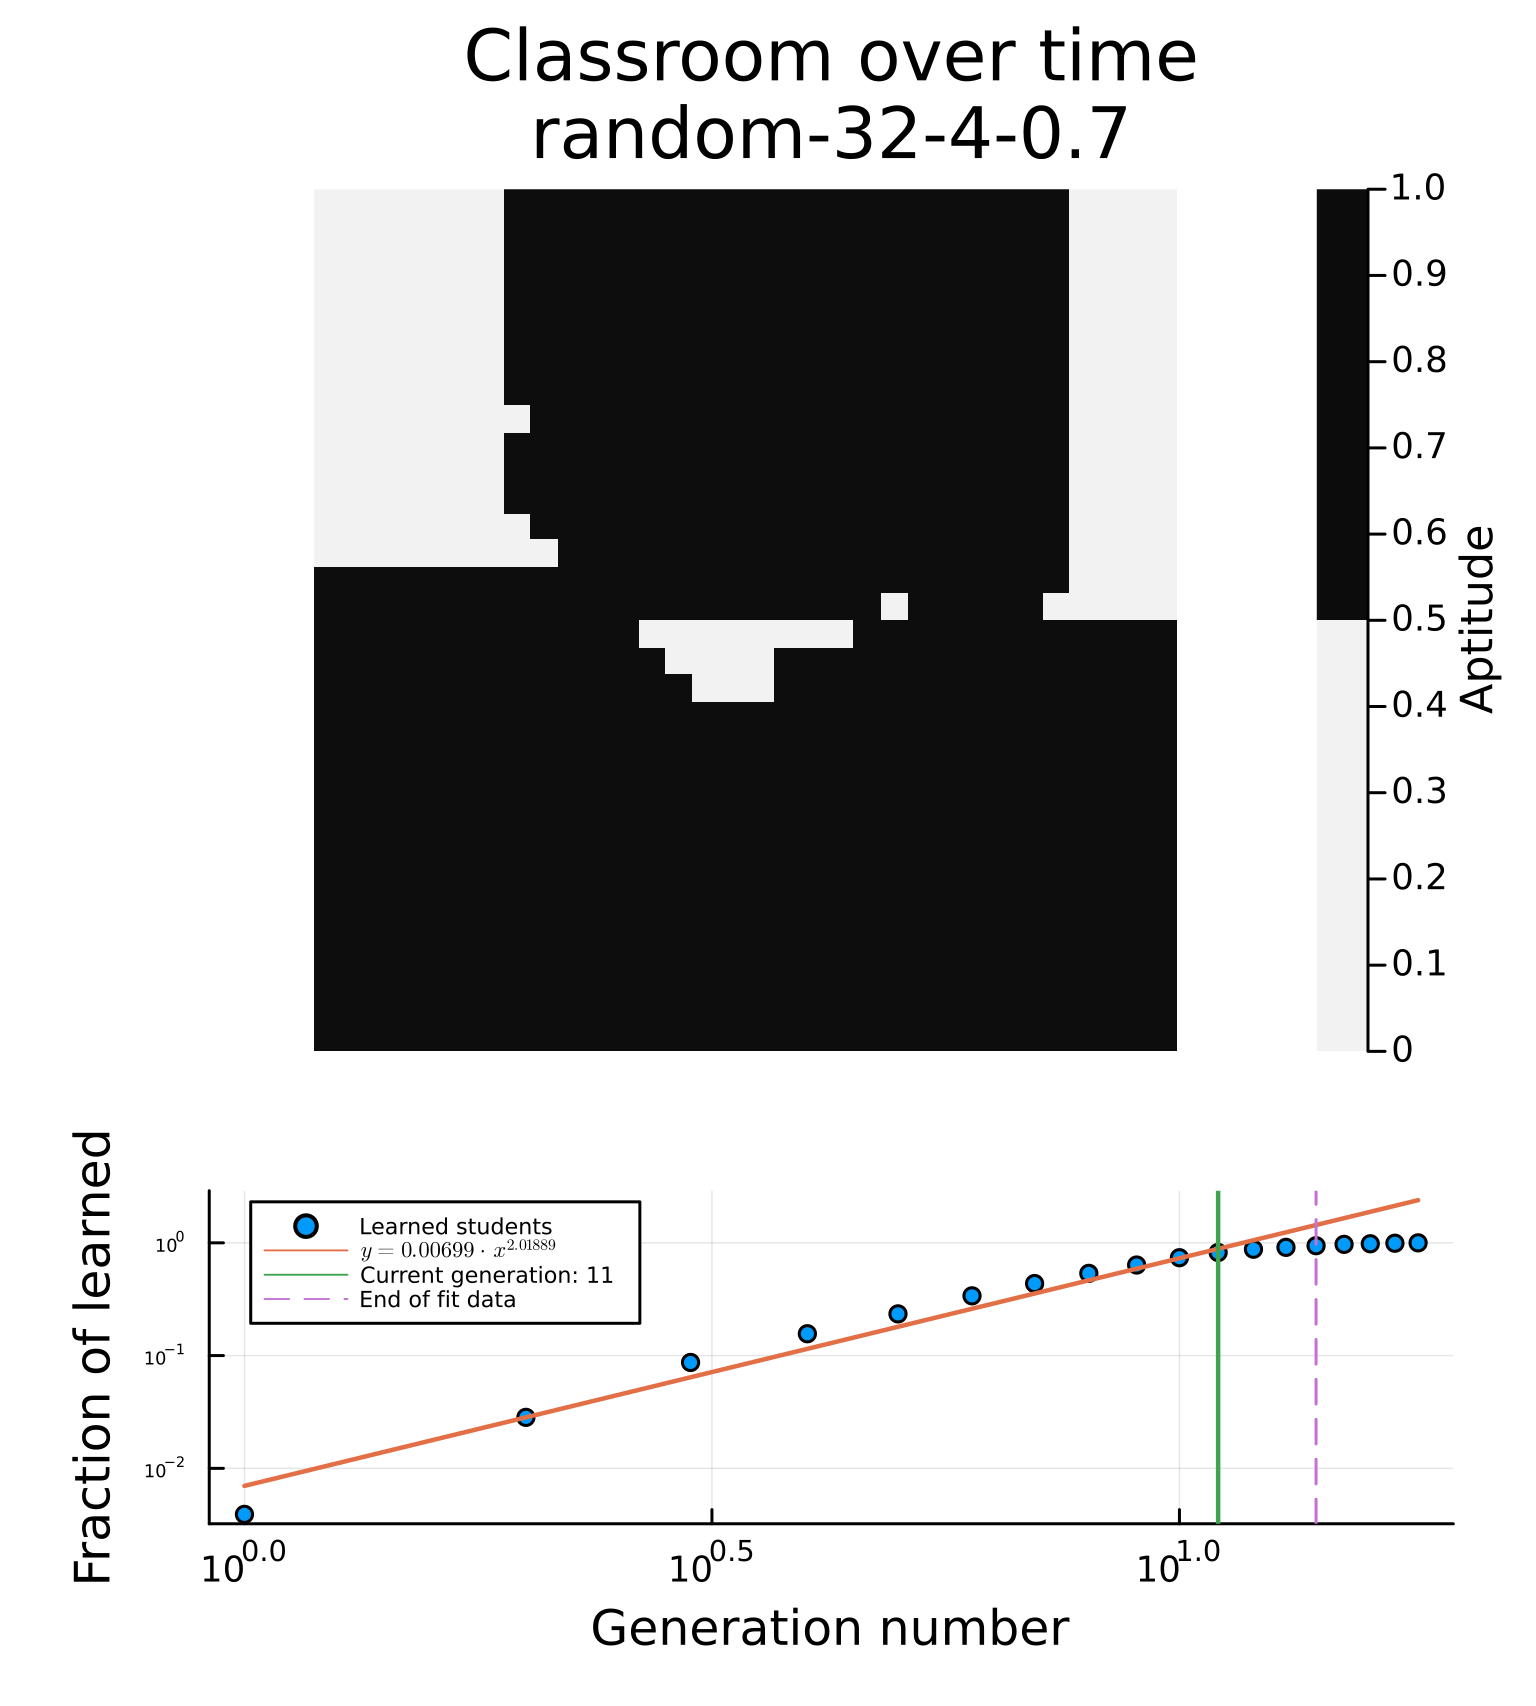 Classroom over time
random-32-4-0.7
1.0
0.9
0.8
0.7
0.6
0.5
0.4
0.3
0.2
0.1
0
Aptitude
Fraction of learned
10^0
10^-1
10^-2
Learned students
y = 0.00699 · x^2.01889
Current generation: 11
End of fit data
10^0.0
10^0.5
10^1.0
Generation number